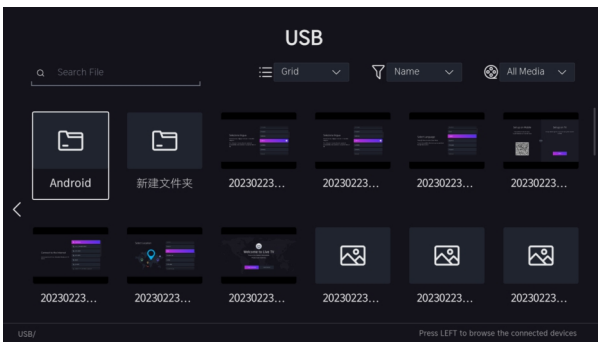 USB
Search File
Grid
Name
All Media
Android
新建文件夹
20230223...
20230223...
20230223...
20230223...
20230223...
20230223...
20230223...
20230223...
20230223...
20230223...
USB/
Press LEFT to browse the connected devices